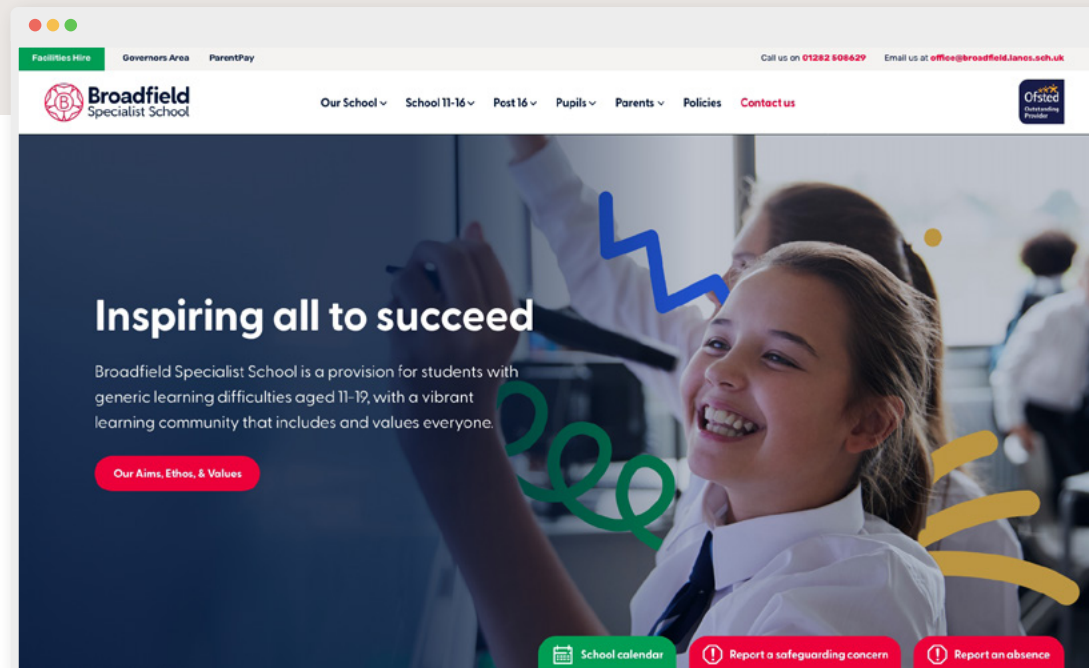 Facilities Hire Governors Area ParentPay Call us on 01282 508629 Email us at office@broadfield.lancs.sch.uk
Broadfield
Specialist School
Our School School 11-16 Post 16 Pupils Parents Policies Contact us
Ofsted
Outstanding
Provider
Inspiring all to succeed
Broadfield Specialist School is a provision for students with
generic learning difficulties aged 11-19, with a vibrant
learning community that includes and values everyone.
Our Aims, Ethos, & Values
School calendar Report a safeguarding concern Report an absence